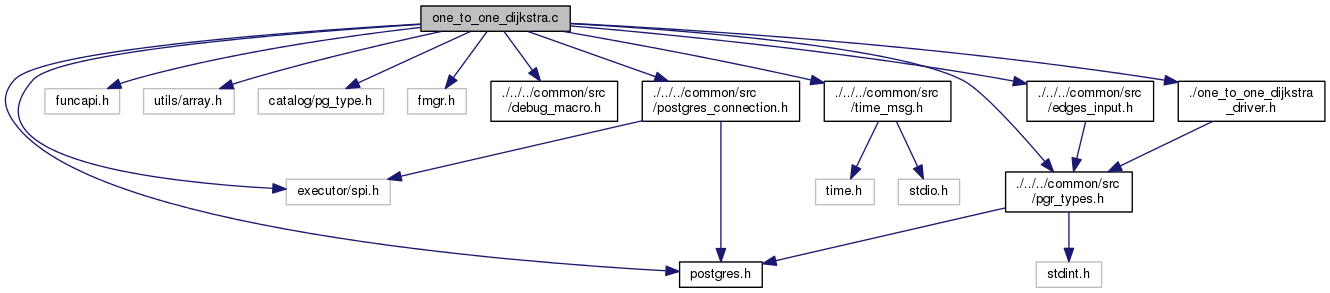 one_to_one_dijkstra.c
funcapi.h
utils/array.h
catalog/pg_type.h
fmgr.h
./../../common/src
/debug_macro.h
./../../common/src
/postgres_connection.h
./../../common/src
/time_msg.h
./../../common/src
/edges_input.h
./one_to_one_dijkstra
_driver.h
executor/spi.h
time.h
stdio.h
./../../common/src
/pgr_types.h
postgres.h
stdint.h